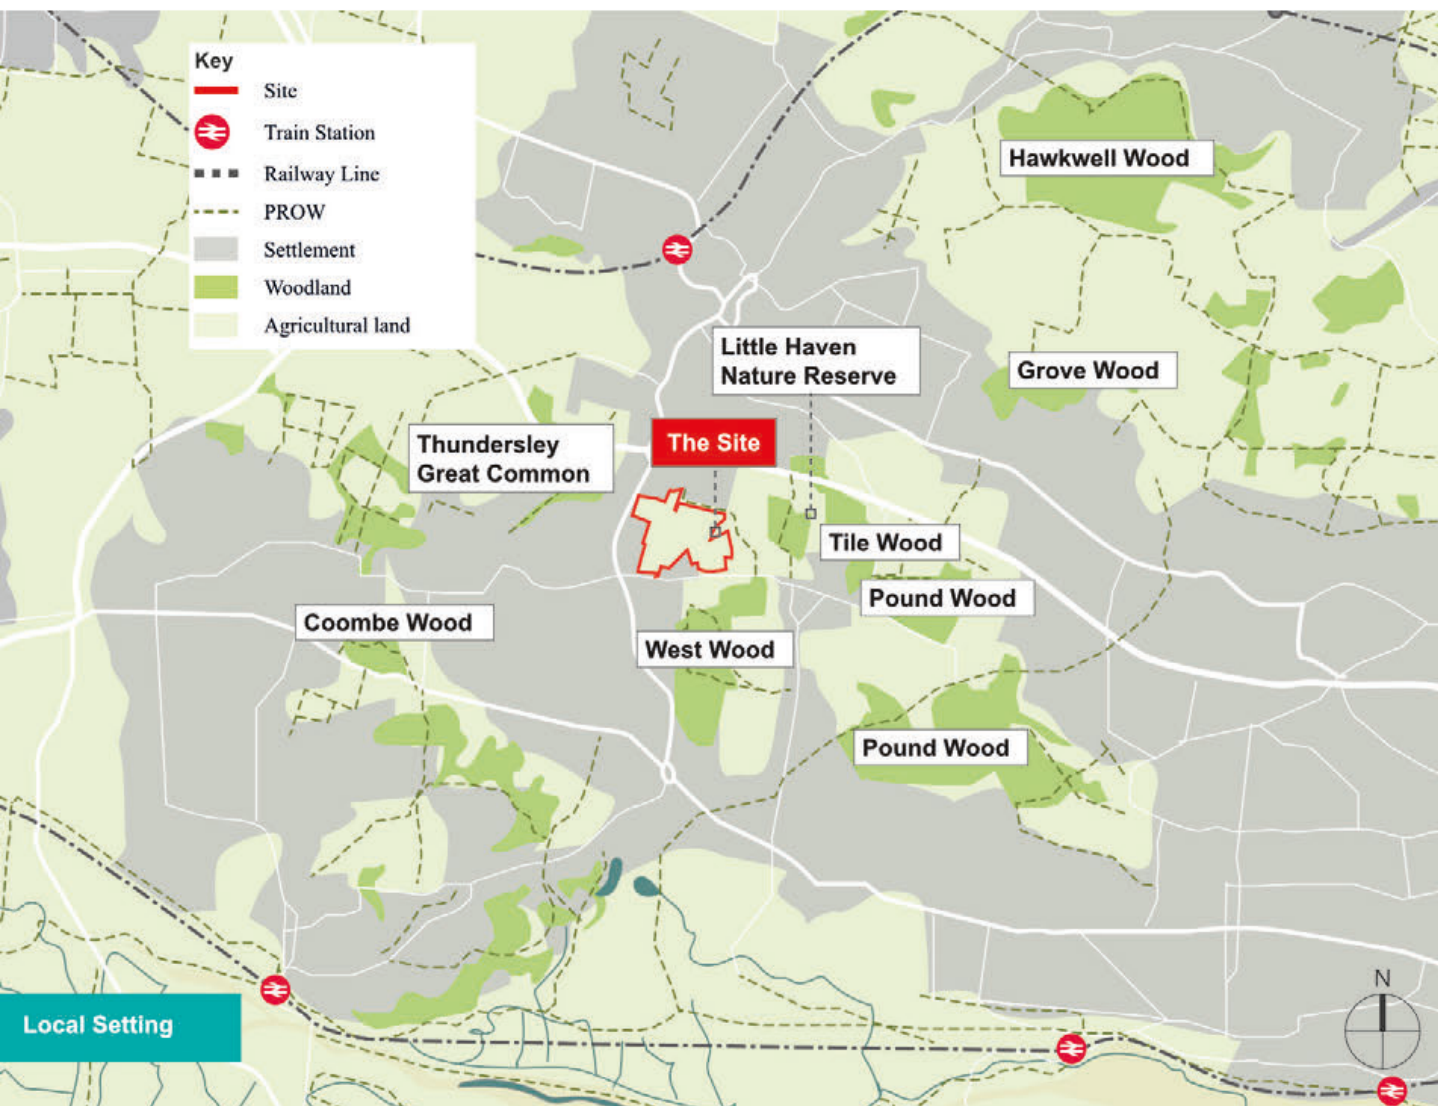 Key
Site
Train Station
Railway Line
PROW
Settlement
Woodland
Agricultural land
Hawkwell Wood
Little Haven
Nature Reserve
Grove Wood
The Site
Thundersley
Great Common
Tile Wood
Pound Wood
Coombe Wood
West Wood
Pound Wood
N
Local Setting